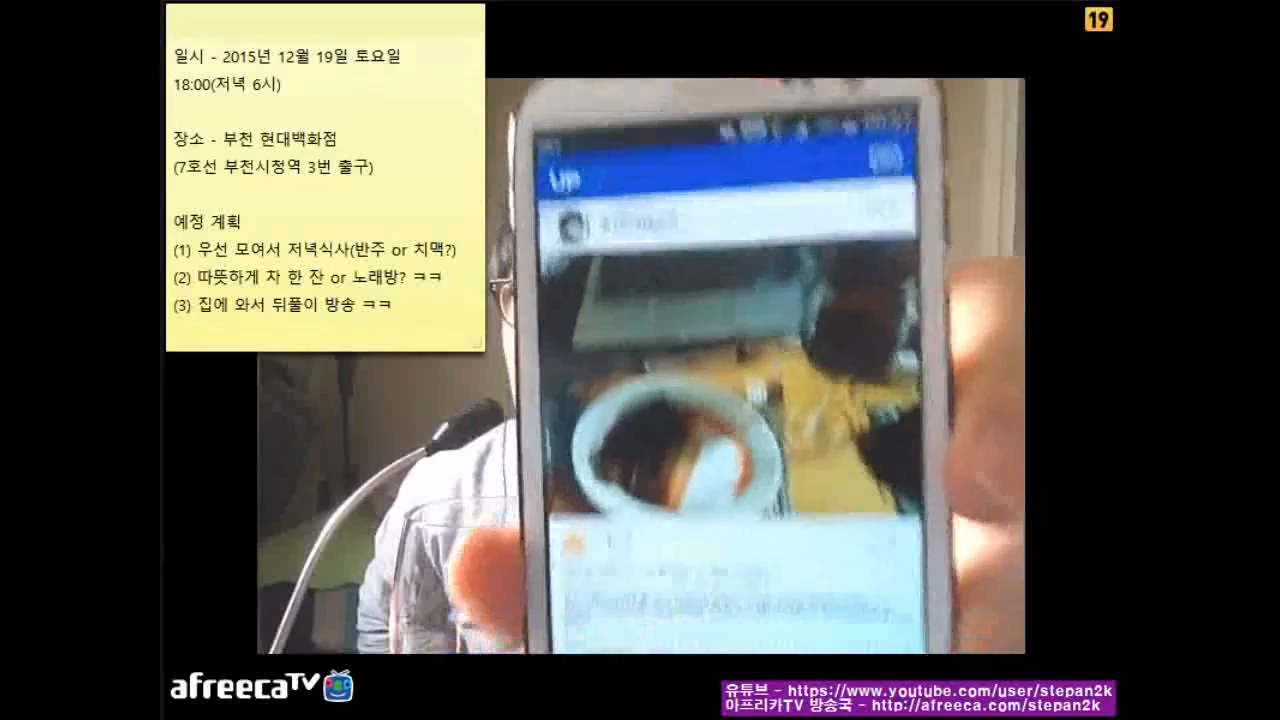 일시 - 2015년 12월 19일 토요일
18:00(저녁 6시)
장소 - 부천 현대백화점
(7호선 부천시청역 3번 출구)
예정 계획
(1) 우선 모여서 저녁식사(반주 or 치맥?)
(2) 따뜻하게 차 한 잔 or 노래방? ㅋㅋ
(3) 집에 와서 뒤풀이 방송 ㅋㅋ
19
Up
afreecaTV
유튜브 - https://www.youtube.com/user/stepan2k
아프리카TV 방송국 - http://afreeca.com/stepan2k